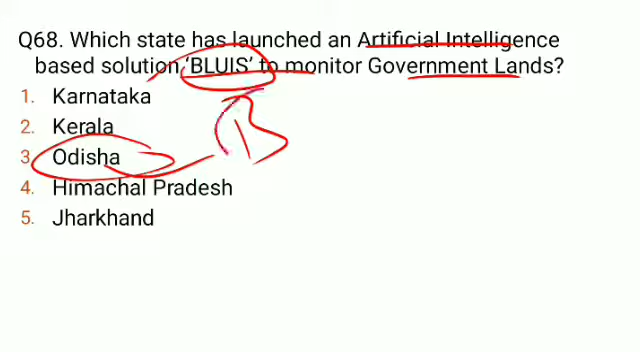 Q68. Which state has launched an Artificial Intelligence
based solution 'BLUIS' to monitor Government Lands?
1. Karnataka
2. Kerala
3. Odisha
4. Himachal Pradesh
5. Jharkhand
B